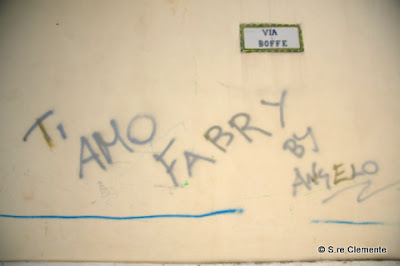 VIA
BOFFE
TI AMO FABRY BY
ANGELO
© S.re Clemente